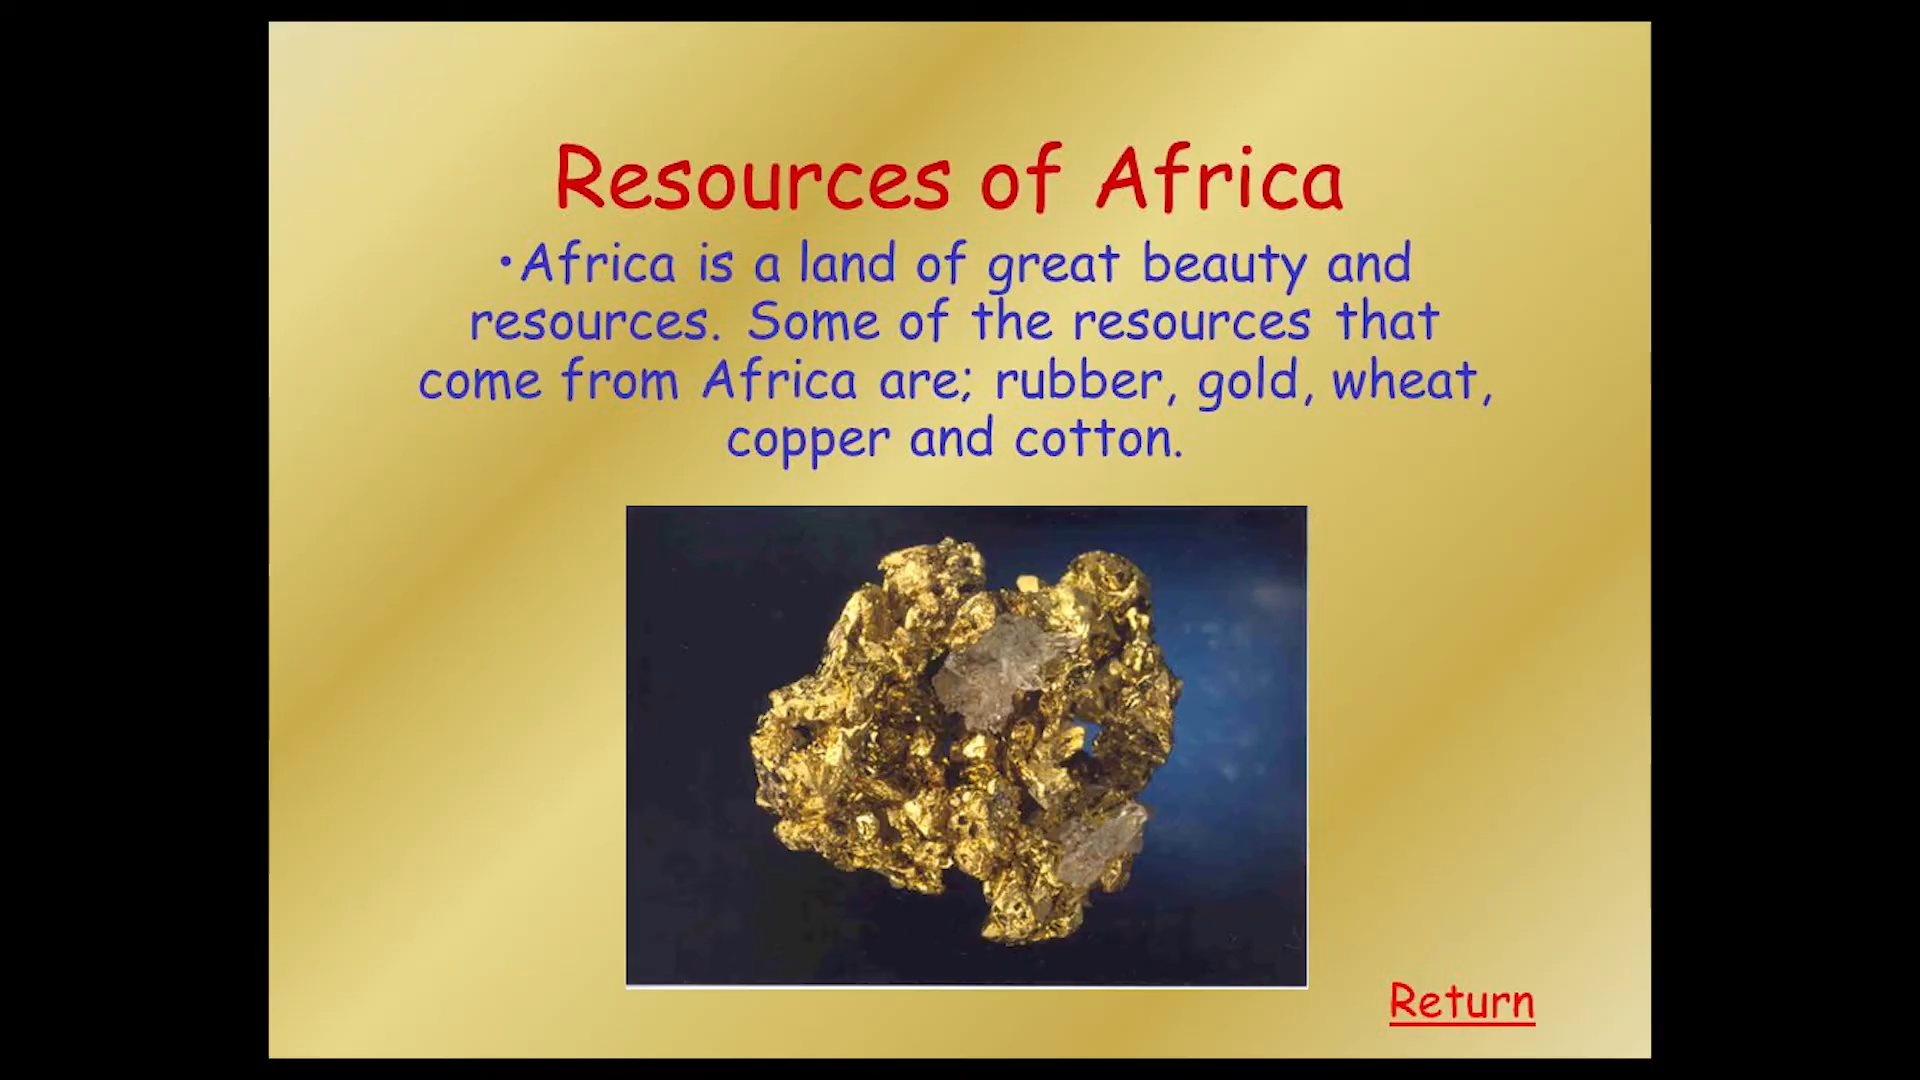 Resources of Africa
•Africa is a land of great beauty and
resources. Some of the resources that
come from Africa are; rubber, gold, wheat,
copper and cotton.
Return